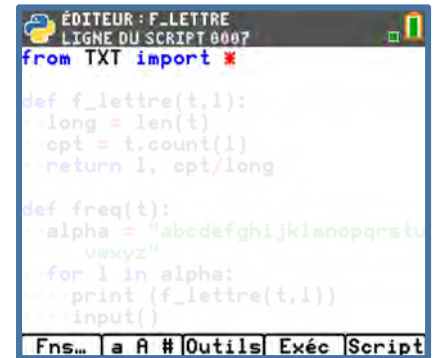 ÉDITEUR : F_LETTRE
LIGNE DU SCRIPT 0007
from TXT import *
def f_lettre(t,l):
long = len(t)
cpt = t.count(l)
return l, cpt/long
def freq(t):
alpha = "abcdefghijklmnopqrstu
vwxyz"
for l in alpha:
print (f_lettre(t,l))
input()
Fns… a A # Outils Exéc Script